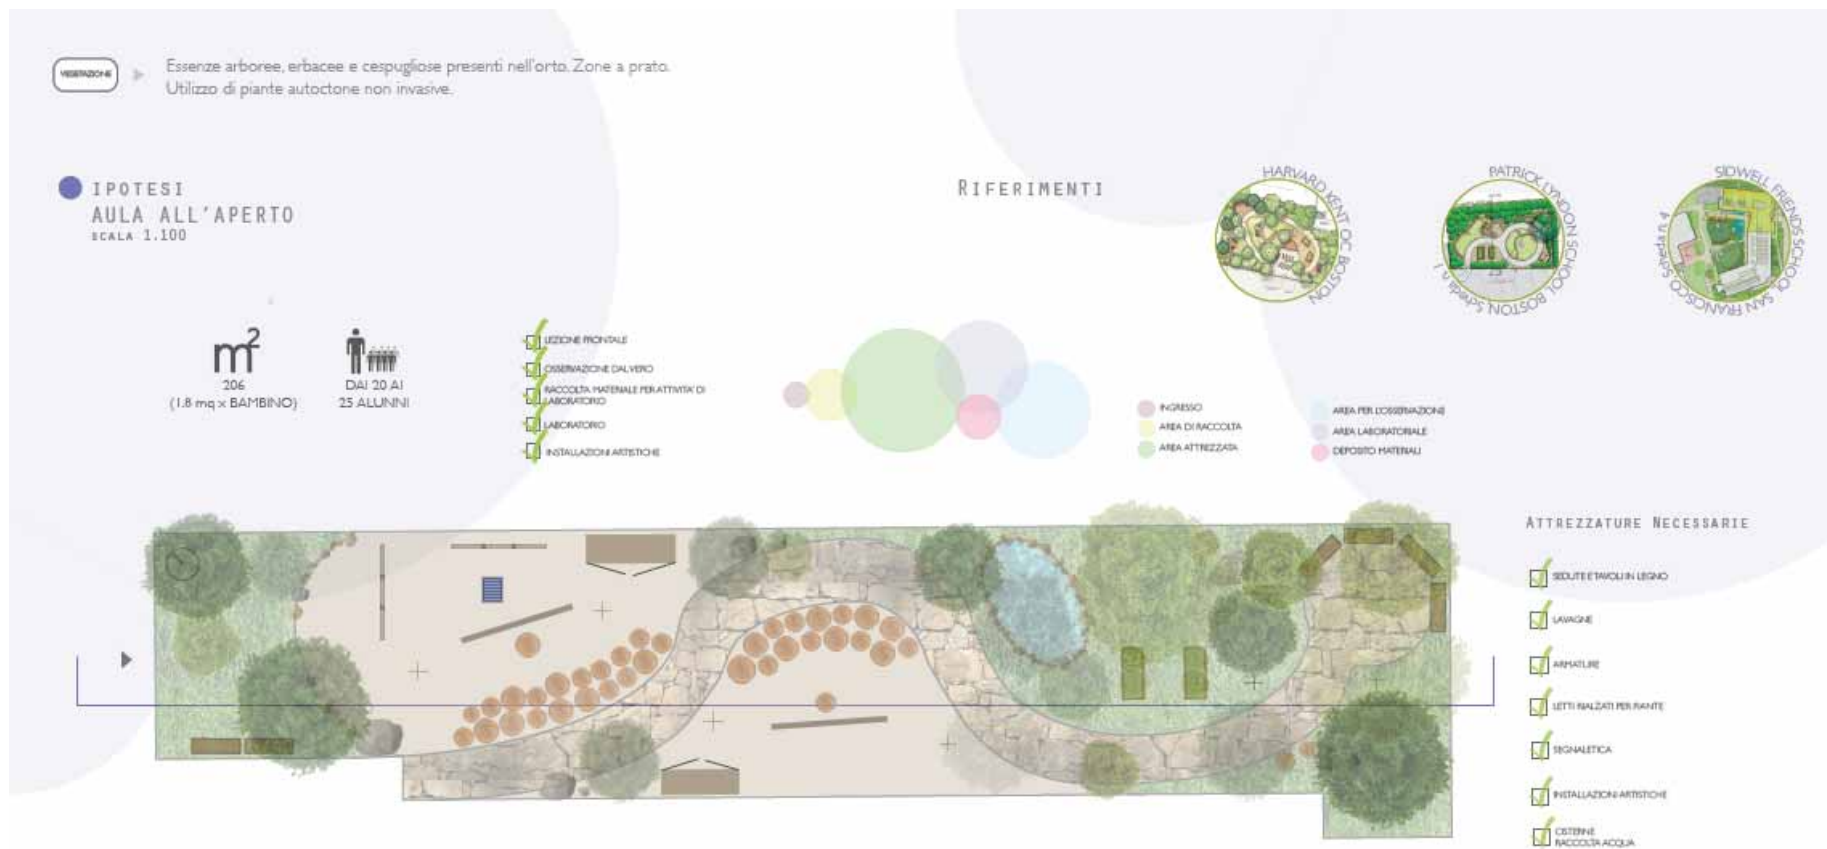 VEGETAZIONE
Essenze arboree, erbacee e cespugliose presenti nell'orto. Zone a prato.
Utilizzo di piante autoctone non invasive.
IPOTESI
AULA ALL'APERTO
SCALA 1.100
RIFERIMENTI
HARVARD KENT OC BOSTON
PATRICK LYNDON SCHOOL BOSTON Scheda n. 1
SIDWELL FRIENDS SCHOOL SAN FRANCISCO Scheda n. 4
m²
206
(1.8 mq x BAMBINO)
DAI 20 AI
25 ALUNNI
LEZIONE FRONTALE
OSSERVAZIONE DAL VERO
RACCOLTA MATERIALE PER ATTIVITA' DI
LABORATORIO
LABORATORIO
INSTALLAZIONI ARTISTICHE
INGRESSO
AREA DI RACCOLTA
AREA ATTREZZATA
AREA PER L'OSSERVAZIONE
AREA LABORATORIALE
DEPOSITO MATERIALI
ATTREZZATURE NECESSARIE
SEDUTE E TAVOLI IN LEGNO
LAVAGNE
ARMATURE
LETTI RIALZATI PER PIANTE
SEGNALETICA
INSTALLAZIONI ARTISTICHE
CISTERNE
RACCOLTA ACQUA